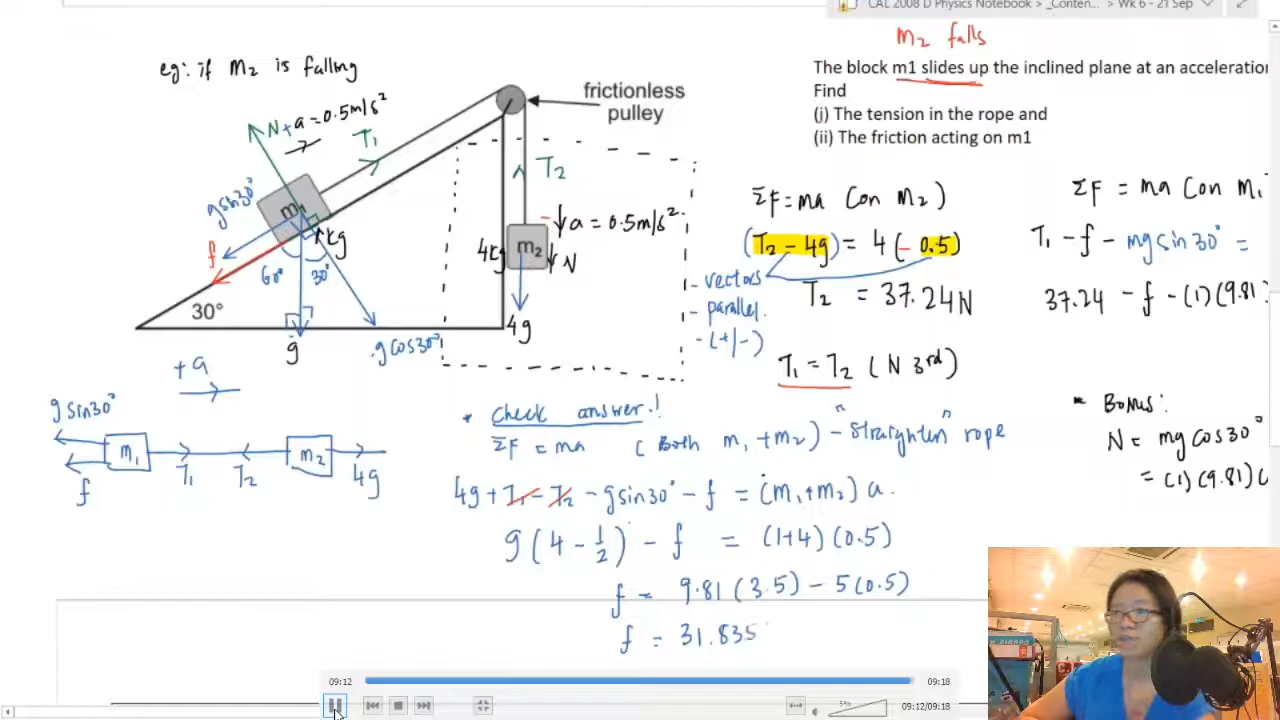 CAL 2008 D Physics Notebook > _Conten... > Wk 6 - 21 Sep
m2 falls
The block m1 slides up the inclined plane at an acceleration
Find
(i) The tension in the rope and
(ii) The friction acting on m1
eg: if m2 is falling
frictionless
pulley
N + a = 0.5m/s²
T1
T2
gsin30°
m1
1kg
f
60°
30°
30°
g
gcos30°
4kg
m2
a = 0.5m/s²
N
4g
ΣF = ma (on m2)
(T2 - 4g) = 4 (-0.5)
- vectors
- parallel
- (+/-)
T2 = 37.24N
T1 = T2 (N 3rd)
ΣF = ma (on m1
T1 - f - mgsin30° =
37.24 - f - (1)(9.81
* Bonus:
N = mgcos30°
= (1)(9.81)(
+a
gsin30°
m1
f
T1
T2
m2
4g
* Check answer!
ΣF = ma (Both m1 + m2) - "straighten" rope
4g + T1 - T2 - gsin30° - f = (m1+m2) a.
g (4 - 1/2) - f = (1+4)(0.5)
f = 9.81 (3.5) - 5(0.5)
f = 31.835
09:12
09:18
5%
09:12/09:18